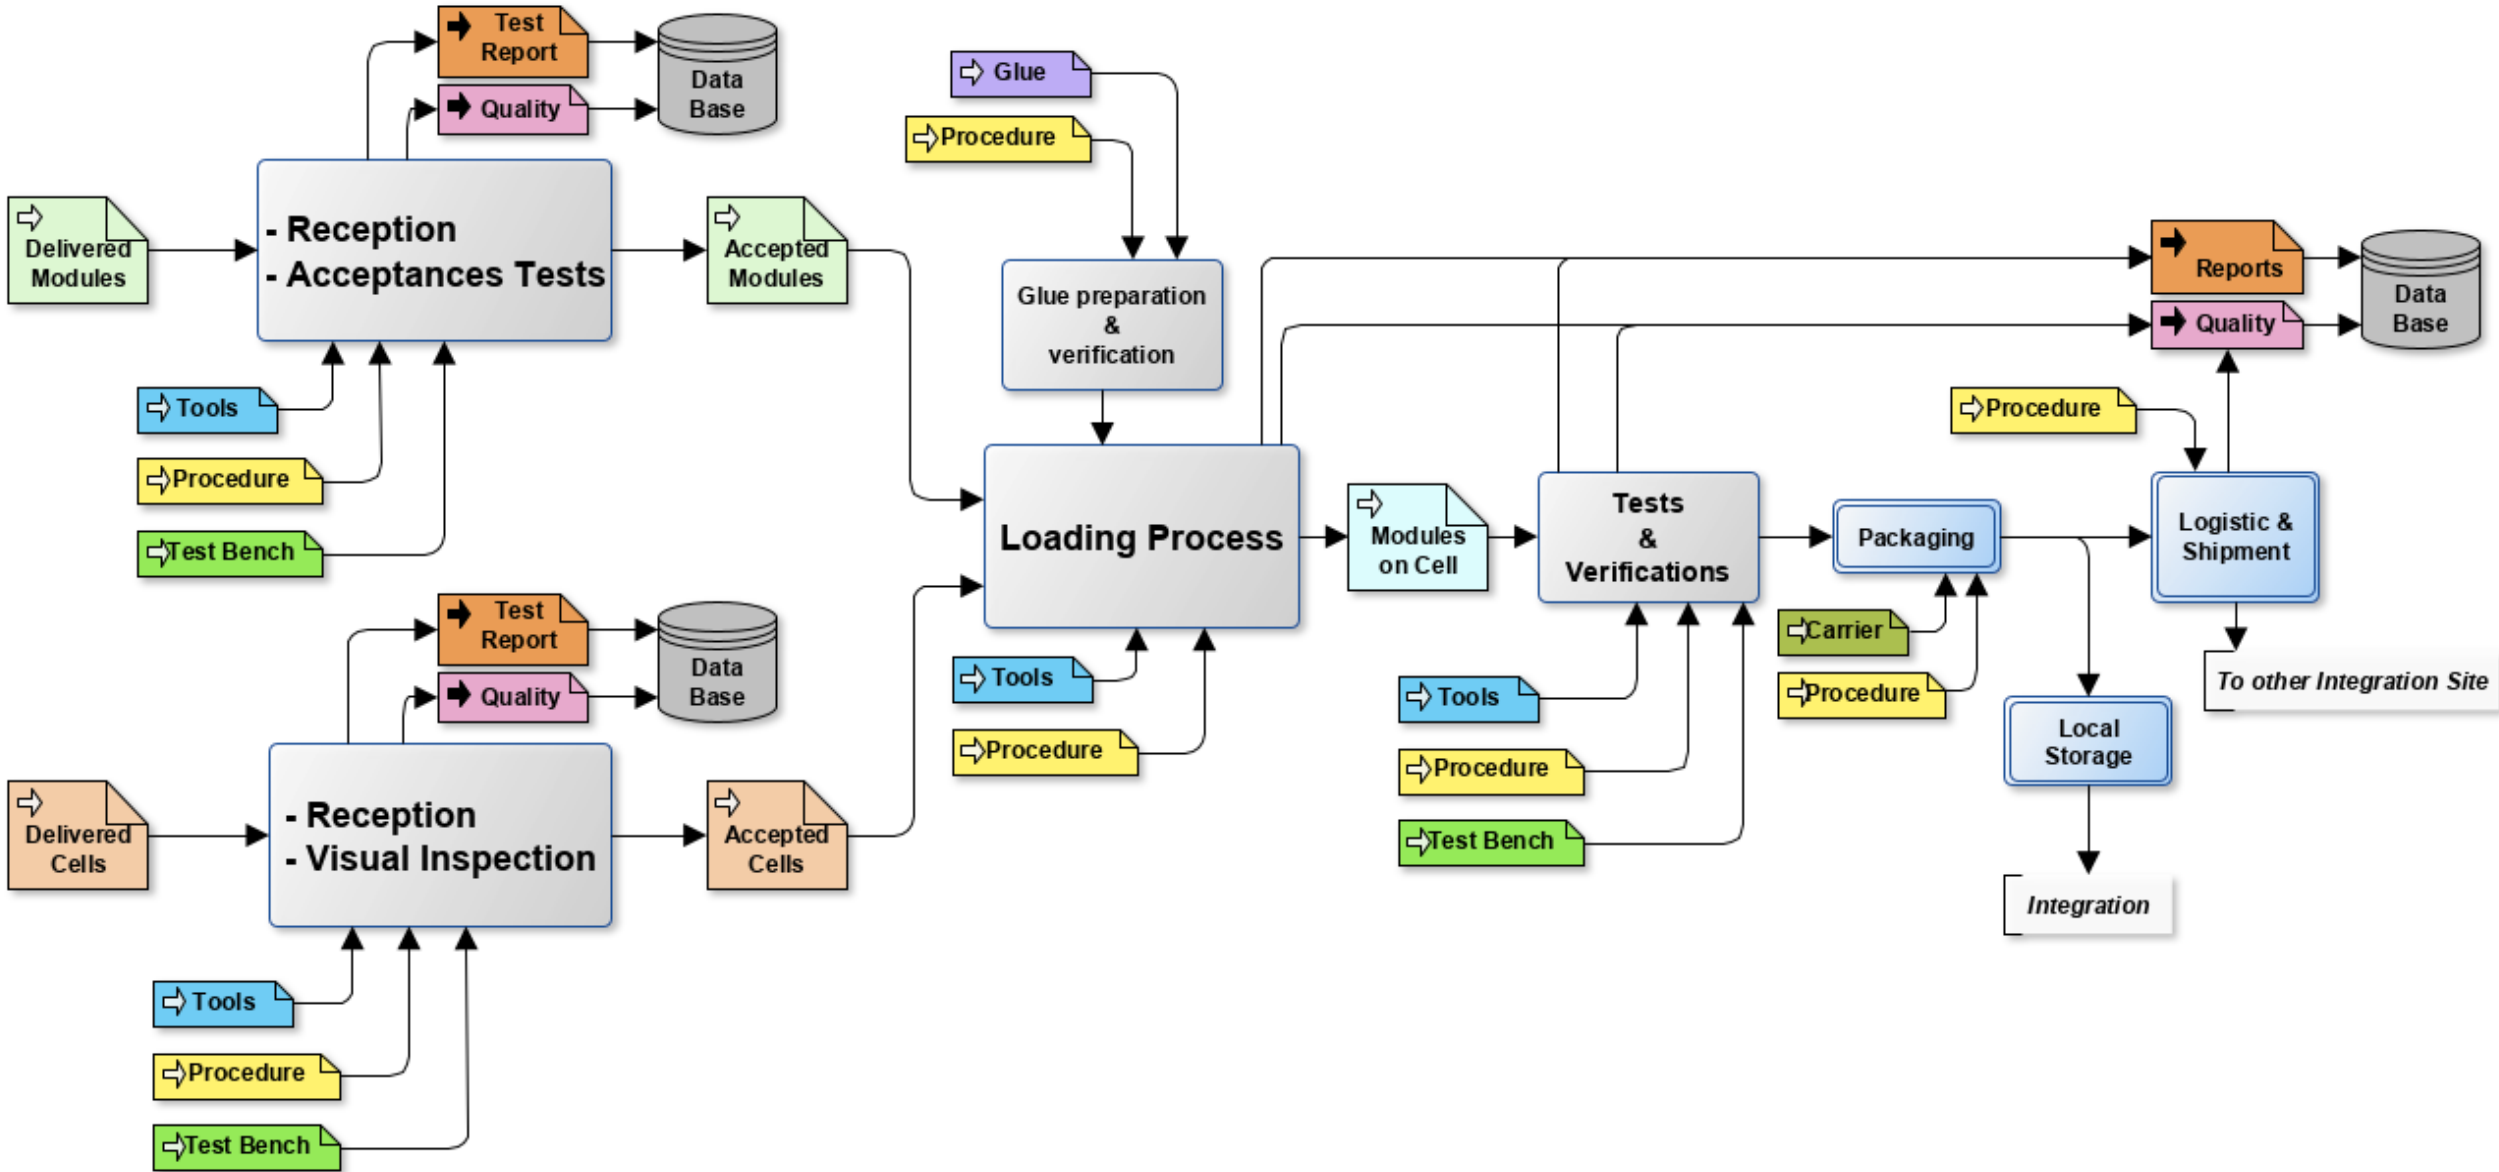 Test
Report
Quality
Data
Base
Delivered
Modules
- Reception
- Acceptances Tests
Accepted
Modules
Tools
Procedure
Test Bench
Glue
Procedure
Glue preparation
&
verification
Reports
Quality
Data
Base
Procedure
Loading Process
Modules
on Cell
Tests
&
Verifications
Packaging
Logistic &
Shipment
Carrier
Procedure
To other Integration Site
Local
Storage
Integration
Tools
Procedure
Tools
Procedure
Test Bench
Test
Report
Quality
Data
Base
Delivered
Cells
- Reception
- Visual Inspection
Accepted
Cells
Tools
Procedure
Test Bench